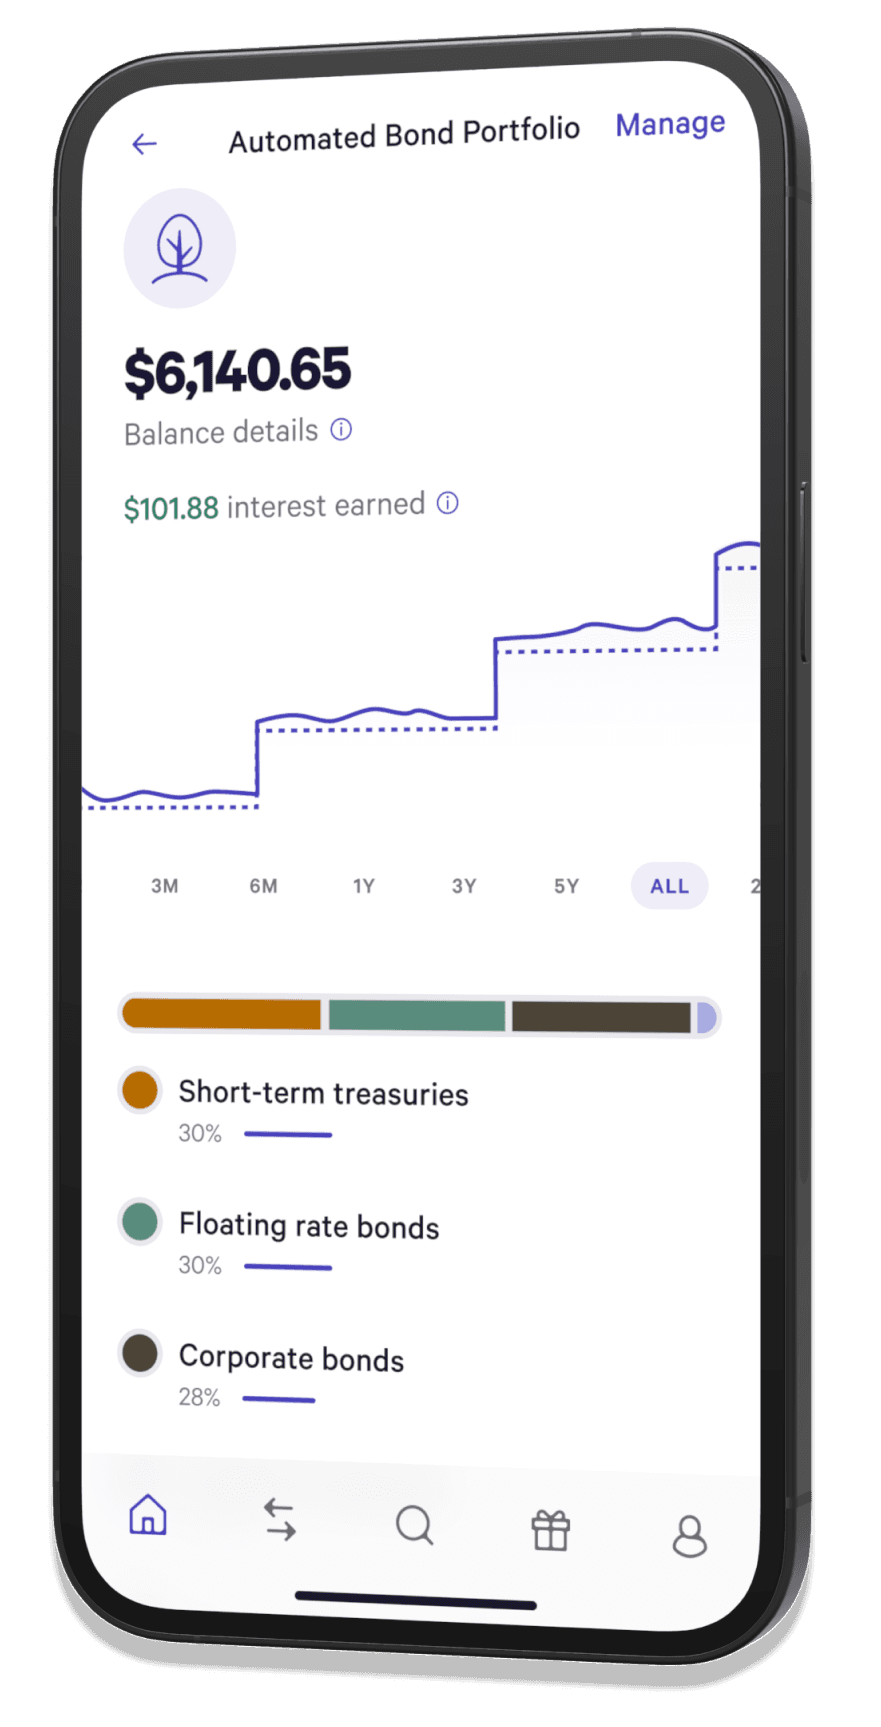 Automated Bond Portfolio Manage
$6,140.65
Balance details
$101.88 interest earned
3M 6M 1Y 3Y 5Y ALL 2
Short-term treasuries
30%
Floating rate bonds
30%
Corporate bonds
28%